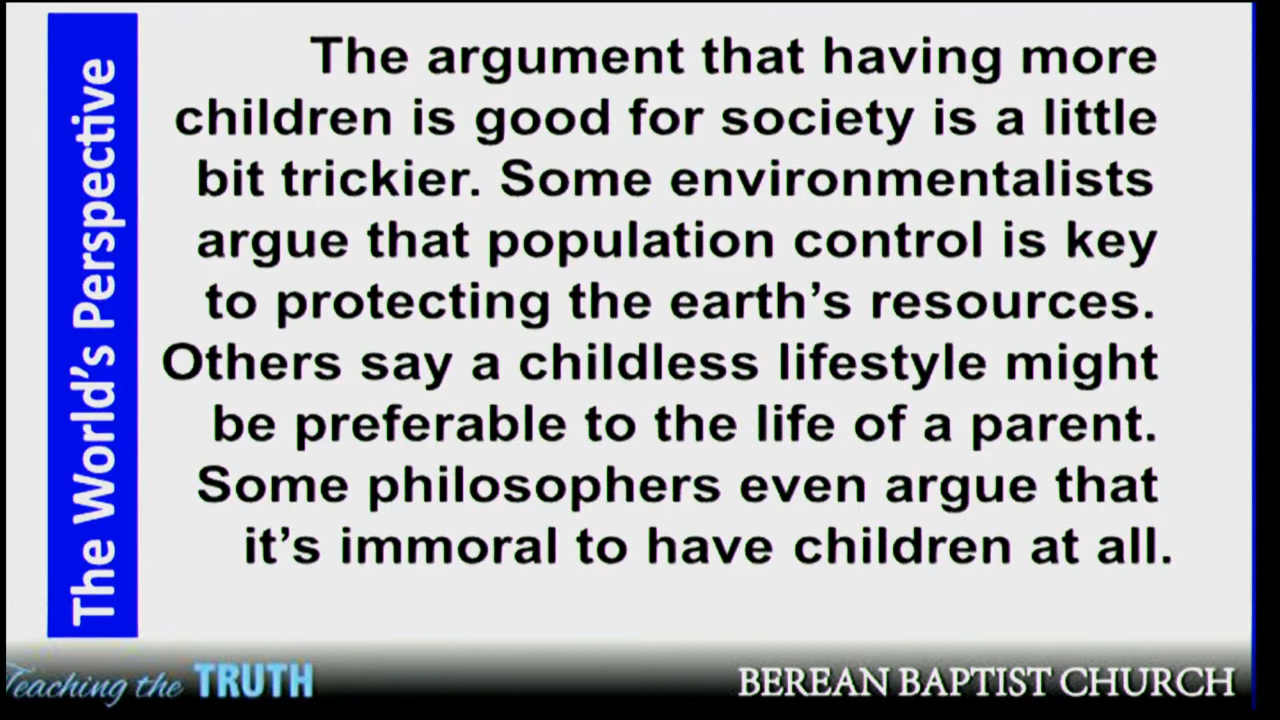 The World's Perspective
The argument that having more
children is good for society is a little
bit trickier. Some environmentalists
argue that population control is key
to protecting the earth's resources.
Others say a childless lifestyle might
be preferable to the life of a parent.
Some philosophers even argue that
it's immoral to have children at all.
Teaching the TRUTH
BEREAN BAPTIST CHURCH